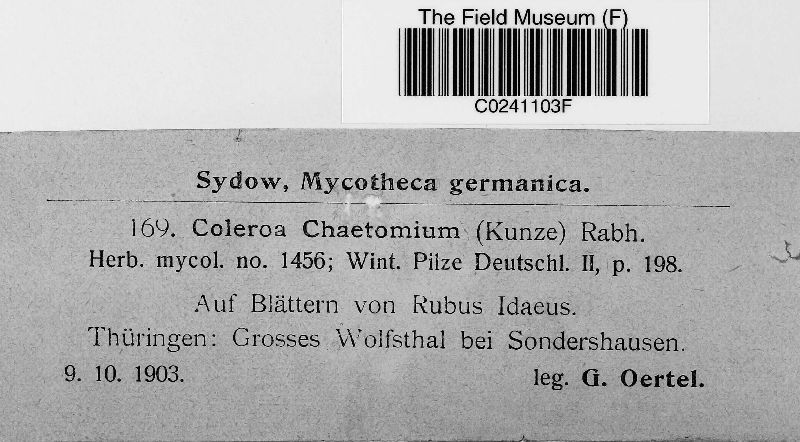 The Field Museum (F)
C0241103F
Sydow, Mycotheca germanica.
169. Coleroa Chaetomium (Kunze) Rabh.
Herb. mycol. no. 1456; Wint. Pilze Deutschl. II, p. 198.
Auf Blättern von Rubus Idaeus.
Thüringen: Grosses Wolfsthal bei Sondershausen.
9. 10. 1903. leg. G. Oertel.